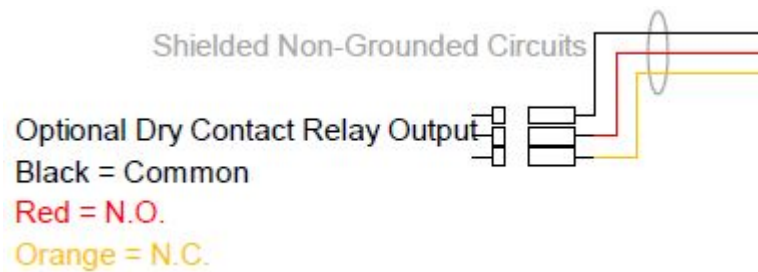 Shielded Non-Grounded Circuits
Optional Dry Contact Relay Output
Black = Common
Red = N.O.
Orange = N.C.